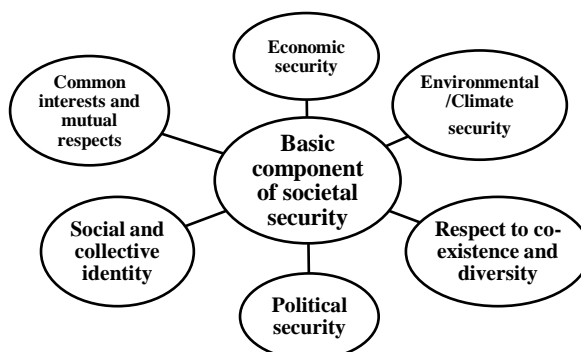 Economic
security
Common
interests and
mutual
respects
Environmental
/Climate
security
Basic
component
of societal
security
Social and
collective
identity
Respect to co-
existence and
diversity
Political
security